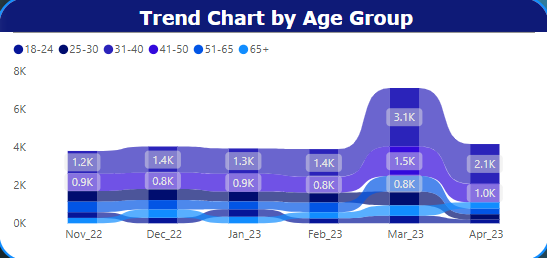 Trend Chart by Age Group
18-24 25-30 31-40 41-50 51-65 65+
8K
6K
4K
2K
0K
1.2K 1.4K 1.3K 1.4K 3.1K 2.1K
0.9K 0.8K 0.9K 0.8K 1.5K 1.0K
0.8K
Nov_22 Dec_22 Jan_23 Feb_23 Mar_23 Apr_23